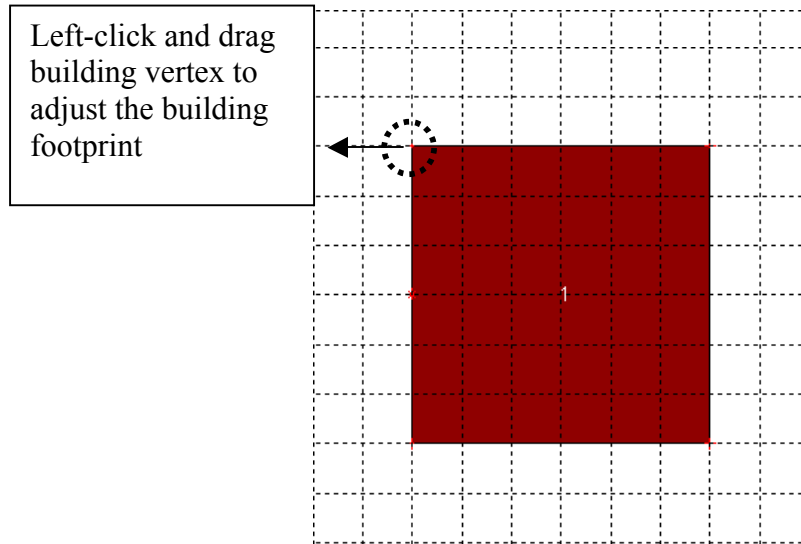 Left-click and drag
building vertex to
adjust the building
footprint
1